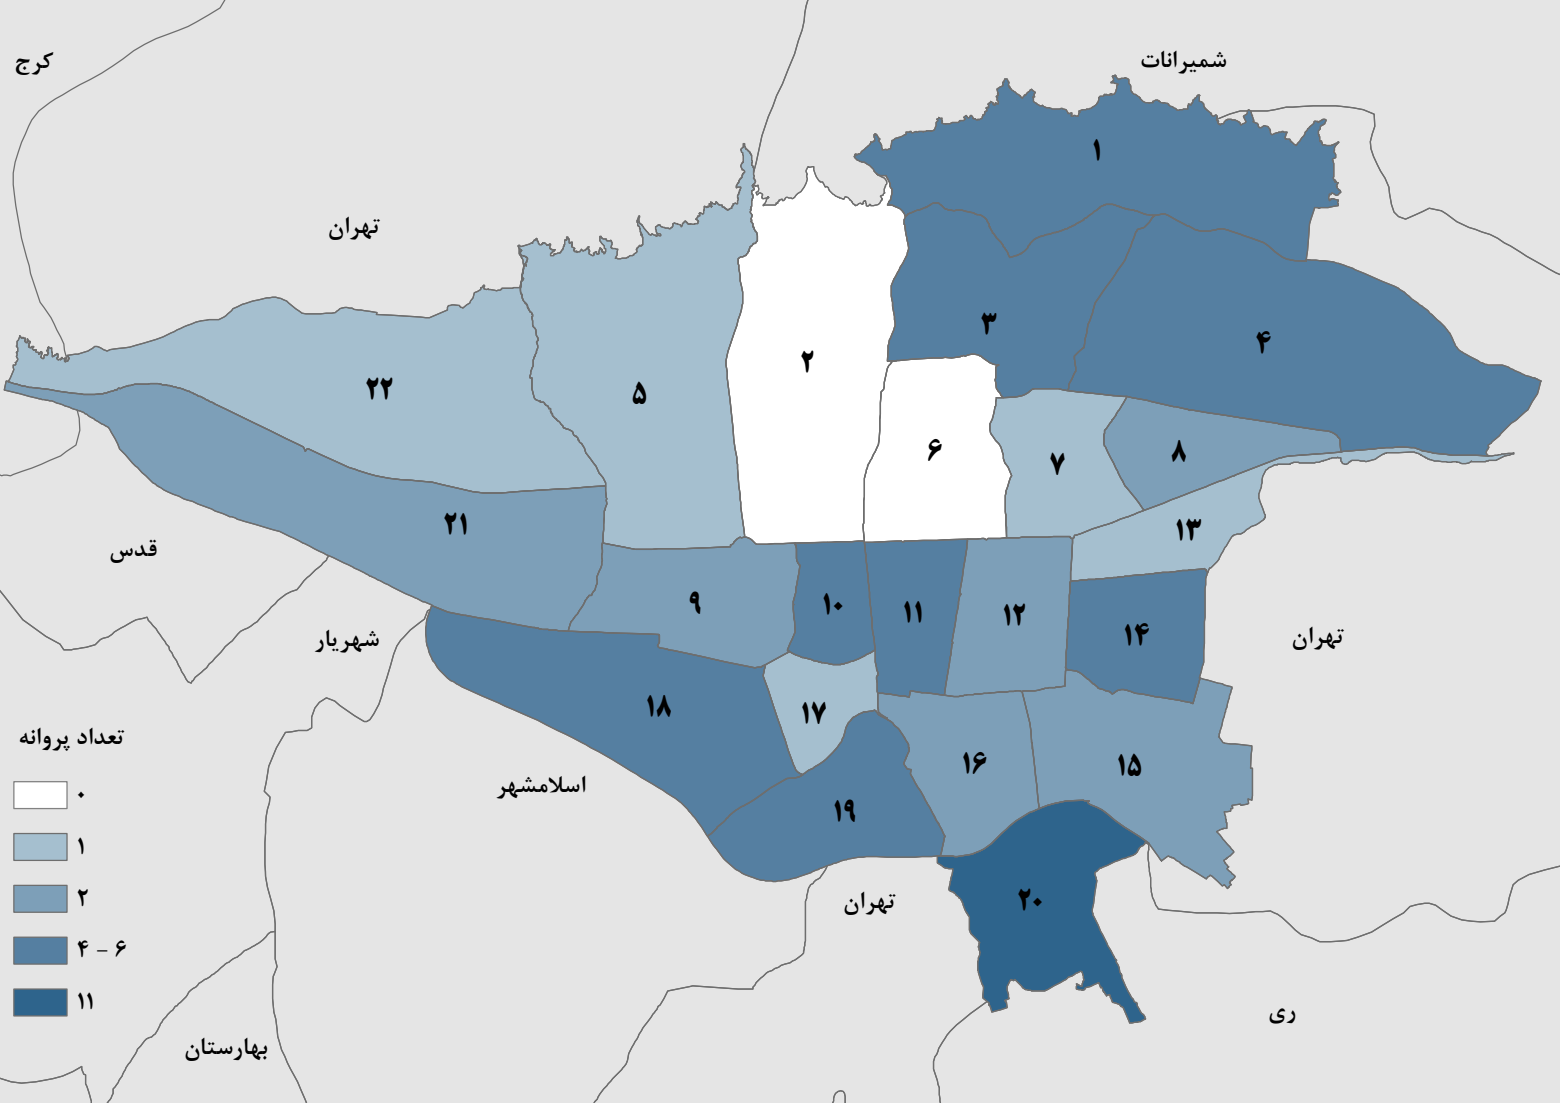 کرج
شمیرانات
تهران
۱
۲
۳
۴
۵
۲۲
۶
۷
۸
۲۱
۱۳
قدس
۹
۱۰
۱۱
۱۲
۱۴
تهران
شهریار
۱۸
۱۷
۱۶
۱۵
اسلامشهر
۱۹
تهران
۲۰
ری
بهارستان
تعداد پروانه
۰
۱
۲
۴ – ۶
۱۱